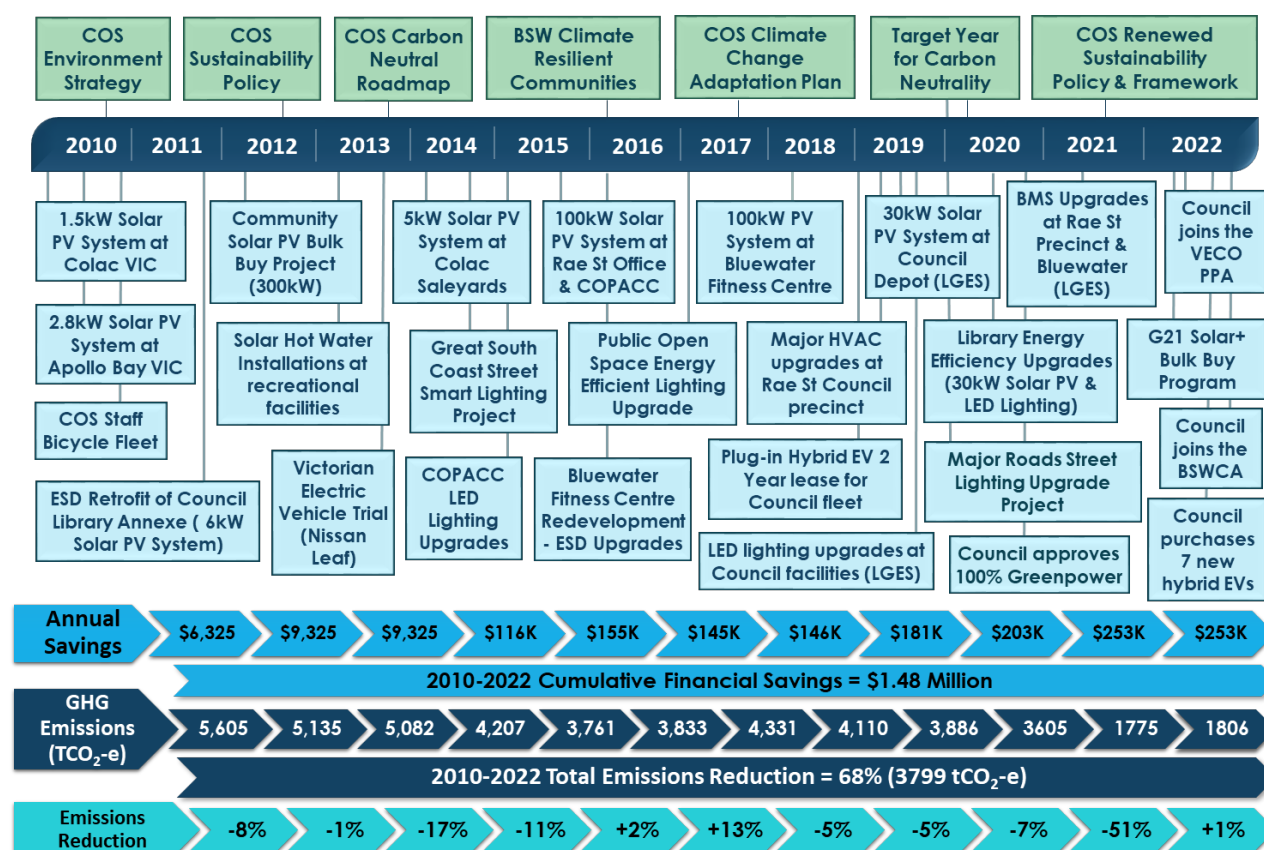 COS
Environment
Strategy
COS
Sustainability
Policy
COS Carbon
Neutral
Roadmap
BSW Climate
Resilient
Communities
COS Climate
Change
Adaptation Plan
Target Year
for Carbon
Neutrality
COS Renewed
Sustainability
Policy & Framework
2010 2011 2012 2013 2014 2015 2016 2017 2018 2019 2020 2021 2022
1.5kW Solar
PV System at
Colac VIC
Community
Solar PV Bulk
Buy Project
(300kW)
5kW Solar PV
System at
Colac
Saleyards
100kW Solar
PV System at
Rae St Office
& COPACC
100kW PV
System at
Bluewater
Fitness Centre
30kW Solar
PV System at
Council
Depot (LGES)
BMS Upgrades
at Rae St
Precinct &
Bluewater
(LGES)
Council
joins the
VECO
PPA
2.8kW Solar PV
System at
Apollo Bay VIC
Solar Hot Water
Installations at
recreational
facilities
Great South
Coast Street
Smart Lighting
Project
Public Open
Space Energy
Efficient Lighting
Upgrade
Major HVAC
upgrades at
Rae St Council
precinct
Library Energy
Efficiency Upgrades
(30kW Solar PV &
LED Lighting)
G21 Solar+
Bulk Buy
Program
COS Staff
Bicycle Fleet
Council
joins the
BSWCA
ESD Retrofit of Council
Library Annexe ( 6kW
Solar PV System)
Victorian
Electric
Vehicle Trial
(Nissan
Leaf)
COPACC
LED
Lighting
Upgrades
Bluewater
Fitness Centre
Redevelopment
- ESD Upgrades
Plug-in Hybrid EV 2
Year lease for
Council fleet
Major Roads Street
Lighting Upgrade
Project
Council
purchases
7 new
hybrid EVs
LED lighting upgrades at
Council facilities (LGES)
Council approves
100% Greenpower
Annual
Savings
$6,325 $9,325 $9,325 $116K $155K $145K $146K $181K $203K $253K $253K
2010-2022 Cumulative Financial Savings = $1.48 Million
GHG
Emissions
(TCO₂-e)
5,605 5,135 5,082 4,207 3,761 3,833 4,331 4,110 3,886 3605 1775 1806
2010-2022 Total Emissions Reduction = 68% (3799 tCO₂-e)
Emissions
Reduction
-8% -1% -17% -11% +2% +13% -5% -5% -7% -51% +1%